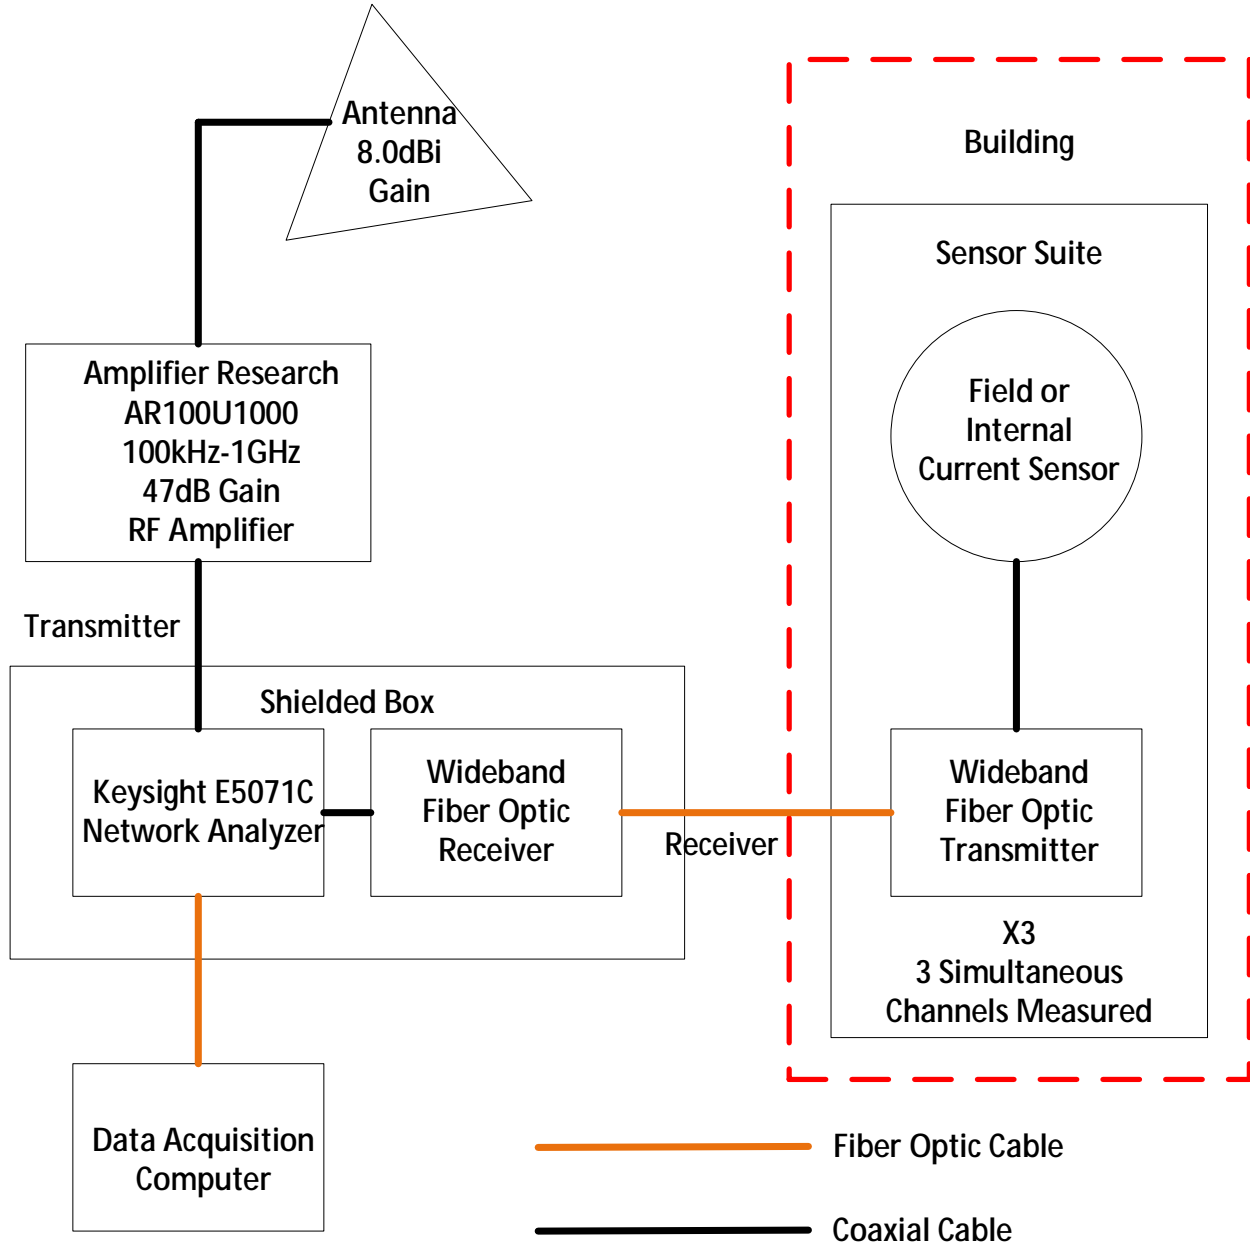 Antenna
8.0dBi
Gain
Building
Sensor Suite
Field or
Internal
Current Sensor
Amplifier Research
AR100U1000
100kHz-1GHz
47dB Gain
RF Amplifier
Transmitter
Shielded Box
Keysight E5071C
Network Analyzer
Wideband
Fiber Optic
Receiver
Receiver
Wideband
Fiber Optic
Transmitter
X3
3 Simultaneous
Channels Measured
Data Acquisition
Computer
Fiber Optic Cable
Coaxial Cable